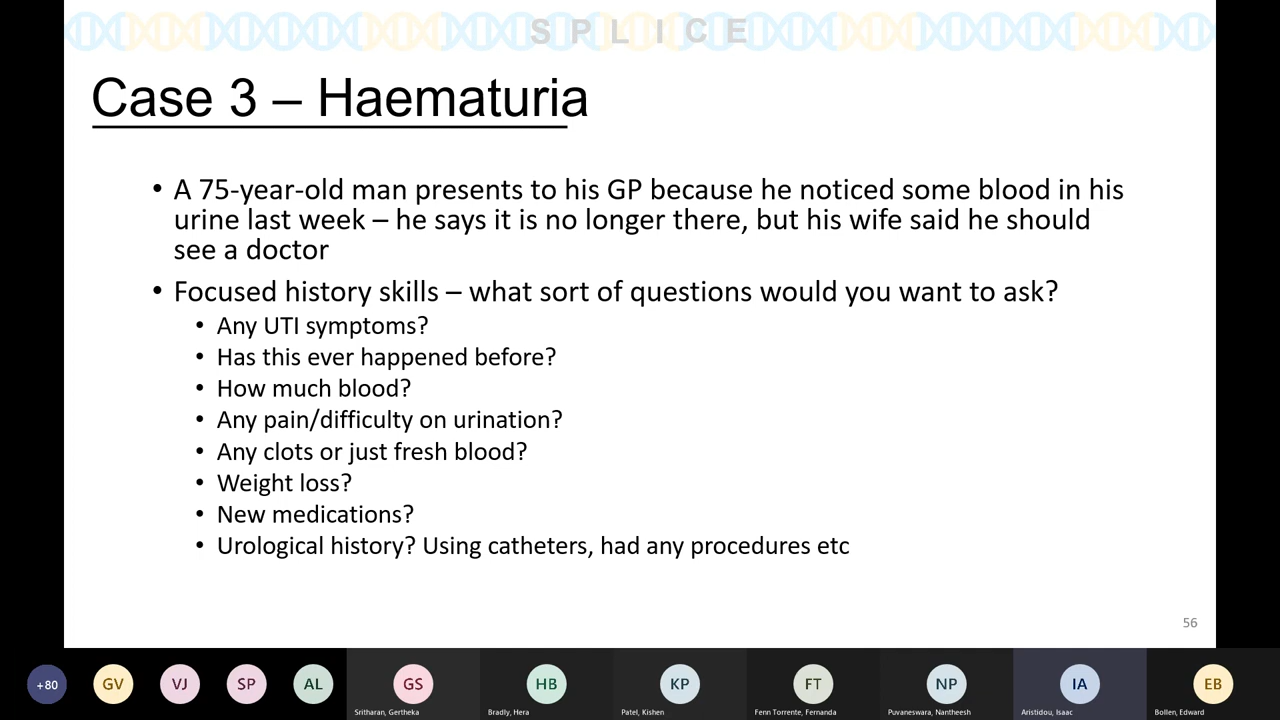 SPLICE
Case 3 – Haematuria
• A 75-year-old man presents to his GP because he noticed some blood in his
urine last week – he says it is no longer there, but his wife said he should
see a doctor
• Focused history skills – what sort of questions would you want to ask?
• Any UTI symptoms?
• Has this ever happened before?
• How much blood?
• Any pain/difficulty on urination?
• Any clots or just fresh blood?
• Weight loss?
• New medications?
• Urological history? Using catheters, had any procedures etc
56
+80 GV VJ SP AL GS HB KP FT NP IA EB
Sritharan, Gertheka Bradly, Hera Patel, Kishen Fenn Torrente, Fernanda Puvaneswara, Nantheesh Aristidou, Isaac Bollen, Edward